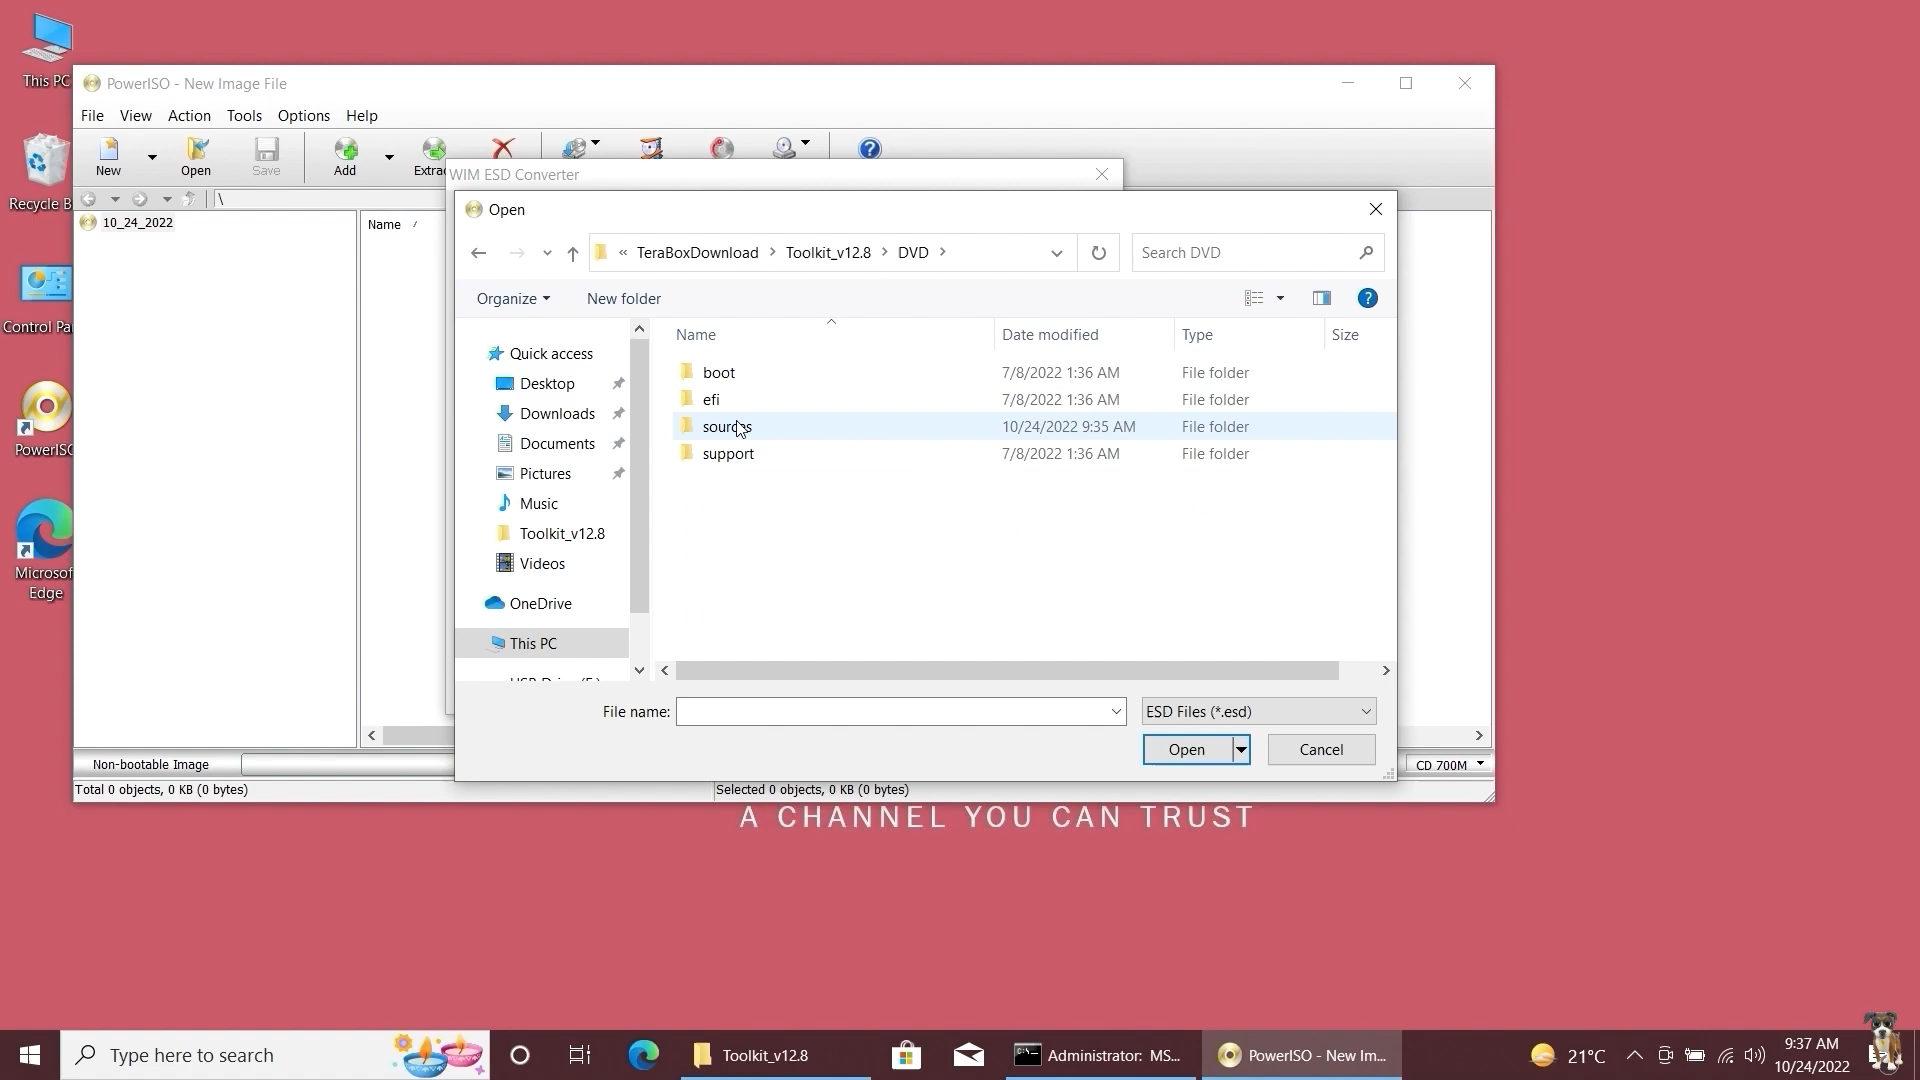 This PC
PowerISO - New Image File
File View Action Tools Options Help
New Open Save Add
WIM ESD Converter
\
Recycle
Open
« TeraBoxDownload > Toolkit_v12.8 > DVD >
Search DVD
10_24_2022
Name
Organize
New folder
Name Date modified Type Size
Control
Quick access
Desktop
Downloads
Documents
Pictures
Music
Toolkit_v12.8
Videos
OneDrive
This PC
boot 7/8/2022 1:36 AM File folder
efi 7/8/2022 1:36 AM File folder
sources 10/24/2022 9:35 AM File folder
support 7/8/2022 1:36 AM File folder
PowerISO
Edge
File name:
ESD Files (*.esd)
Open Cancel
Non-bootable Image
CD 700M
Total 0 objects, 0 KB (0 bytes)
Selected 0 objects, 0 KB (0 bytes)
A CHANNEL YOU CAN TRUST
Type here to search
Toolkit_v12.8
Administrator: MS...
PowerISO - New Im...
21°C
9:37 AM
10/24/2022